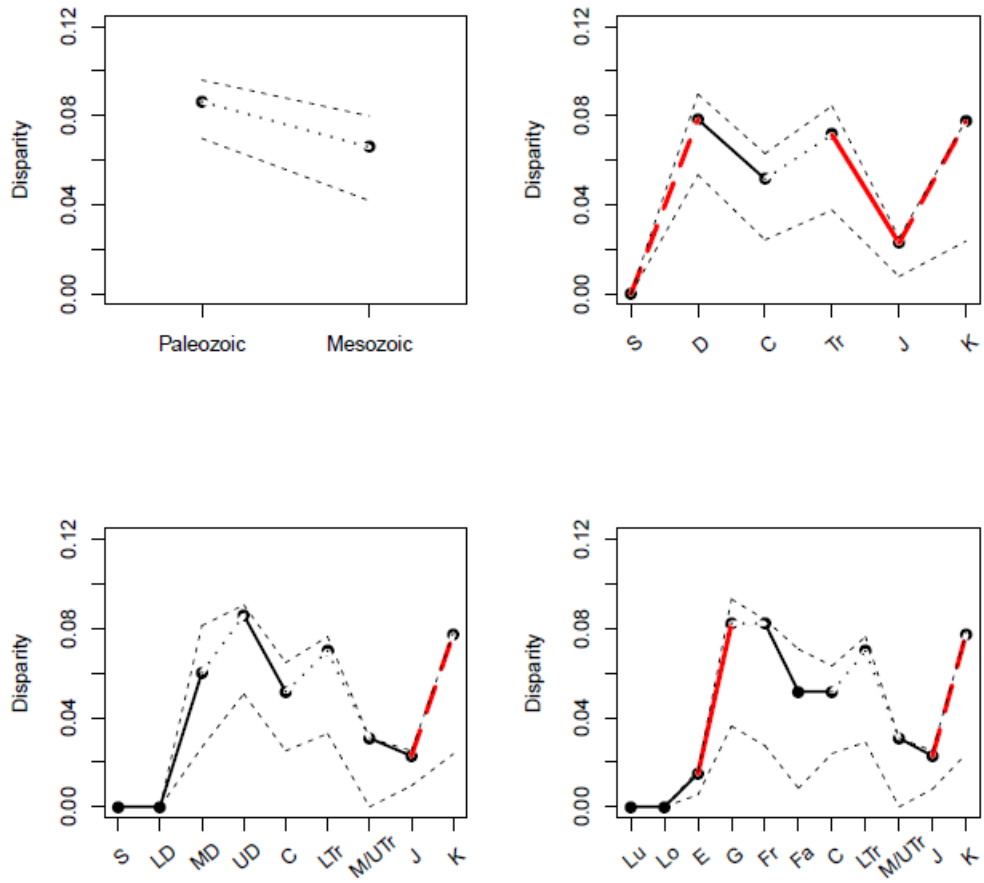 Disparity
0.12
0.08
0.04
0.00
Paleozoic Mesozoic
Disparity
0.12
0.08
0.04
0.00
S D C Tr J K
Disparity
0.12
0.08
0.04
0.00
S LD MD UD C LTr M/UTr J K
Disparity
0.12
0.08
0.04
0.00
Lu Lo E G Fr Fa C LTr M/UTr J K